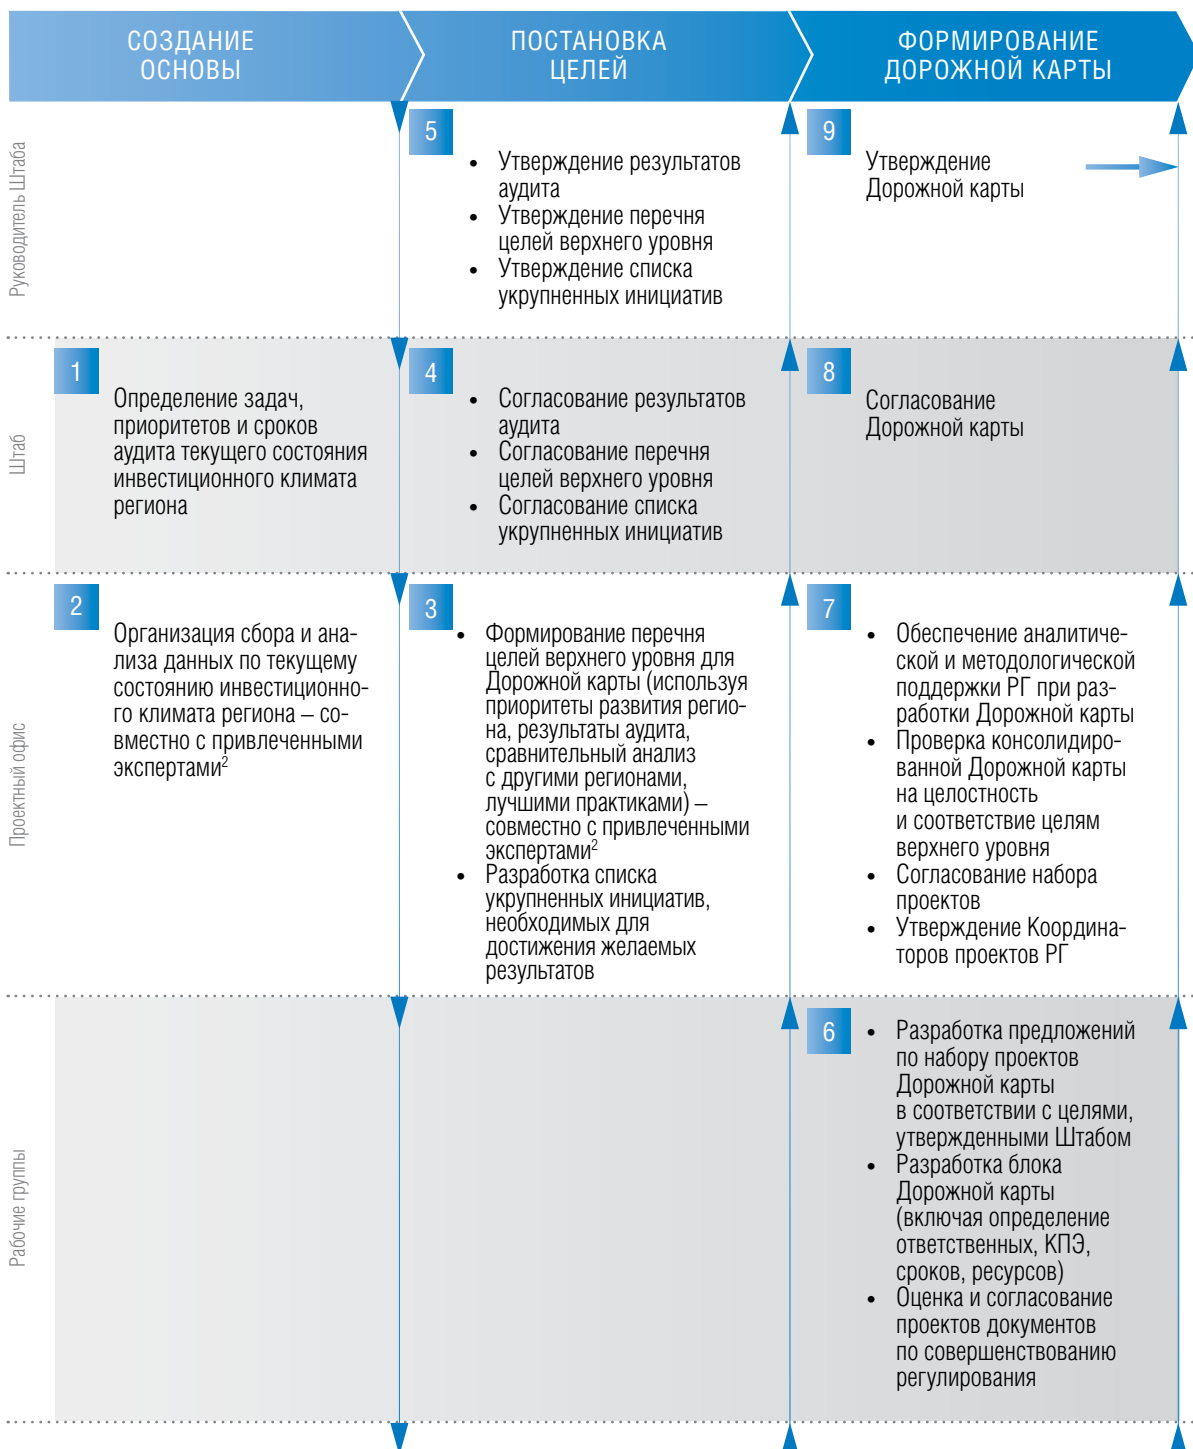 СОЗДАНИЕ
ОСНОВЫ
ПОСТАНОВКА
ЦЕЛЕЙ
ФОРМИРОВАНИЕ
ДОРОЖНОЙ КАРТЫ
Руководитель Штаба
5
• Утверждение результатов
аудита
• Утверждение перечня
целей верхнего уровня
• Утверждение списка
укрупненных инициатив
9
Утверждение
Дорожной карты
Штаб
1
Определение задач,
приоритетов и сроков
аудита текущего состояния
инвестиционного климата
региона
4
• Согласование результатов
аудита
• Согласование перечня
целей верхнего уровня
• Согласование списка
укрупненных инициатив
8
Согласование
Дорожной карты
Проектный офис
2
Организация сбора и ана-
лиза данных по текущему
состоянию инвестиционно-
го климата региона – со-
вместно с привлеченными
экспертами2
3
• Формирование перечня
целей верхнего уровня для
Дорожной карты (используя
приоритеты развития регио-
на, результаты аудита,
сравнительный анализ
с другими регионами,
лучшими практиками) –
совместно с привлеченными
экспертами2
• Разработка списка
укрупненных инициатив,
необходимых для
достижения желаемых
результатов
7
• Обеспечение аналитиче-
ской и методологической
поддержки РГ при раз-
работки Дорожной карты
• Проверка консолидиро-
ванной Дорожной карты
на целостность
и соответствие целям
верхнего уровня
• Согласование набора
проектов
• Утверждение Координа-
торов проектов РГ
Рабочие группы
6
• Разработка предложений
по набору проектов
Дорожной карты
в соответствии с целями,
утвержденными Штабом
• Разработка блока
Дорожной карты
(включая определение
ответственных, КПЭ,
сроков, ресурсов)
• Оценка и согласование
проектов документов
по совершенствованию
регулирования